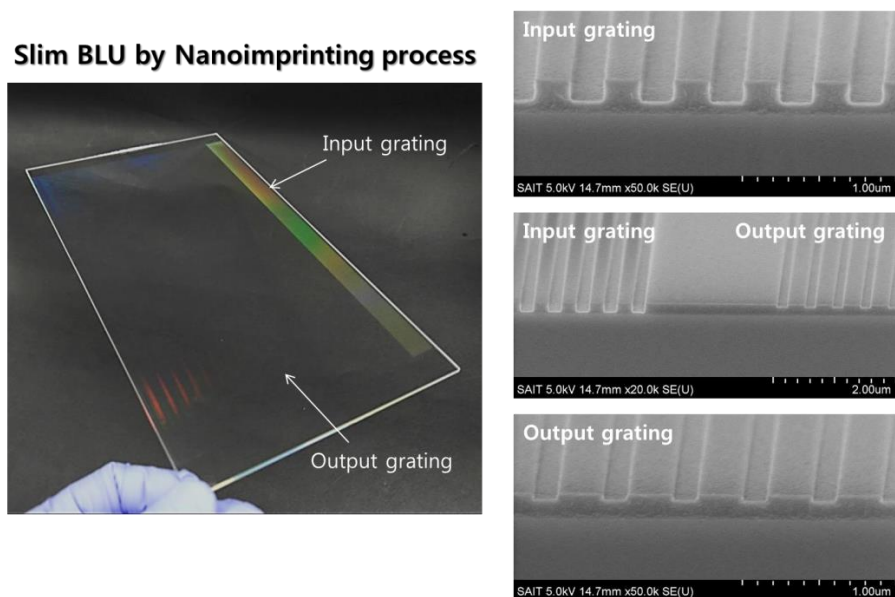 Slim BLU by Nanoimprinting process
Input grating
Output grating
Input grating
SAIT 5.0kV 14.7mm x50.0k SE(U) 1.00um
Input grating Output grating
SAIT 5.0kV 14.7mm x20.0k SE(U) 2.00um
Output grating
SAIT 5.0kV 14.7mm x50.0k SE(U) 1.00um